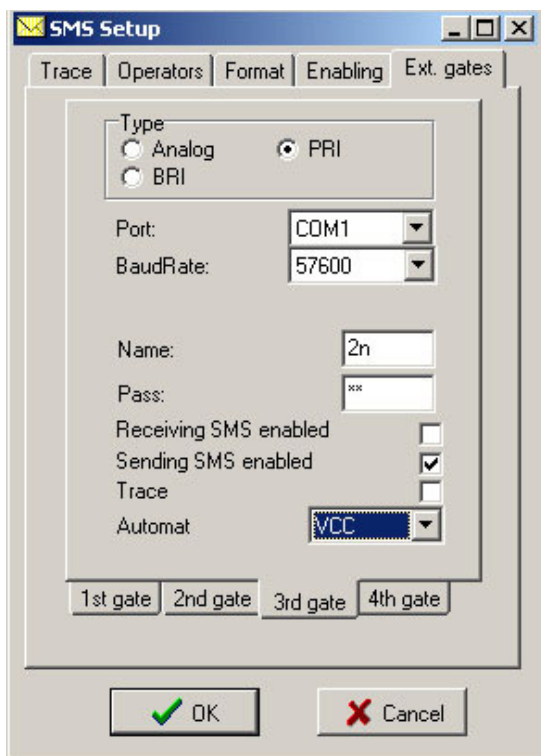 SMS Setup
Trace Operators Format Enabling Ext. gates
Type
Analog PRI
BRI
Port: COM1
BaudRate: 57600
Name: 2n
Pass: **
Receiving SMS enabled
Sending SMS enabled
Trace
Automat VCC
1st gate 2nd gate 3rd gate 4th gate
OK Cancel